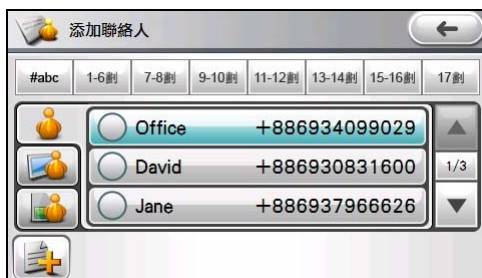 添加聯絡人
#abc 1-6劃 7-8劃 9-10劃 11-12劃 13-14劃 15-16劃 17劃
Office +886934099029
David +886930831600
1/3
Jane +886937966626